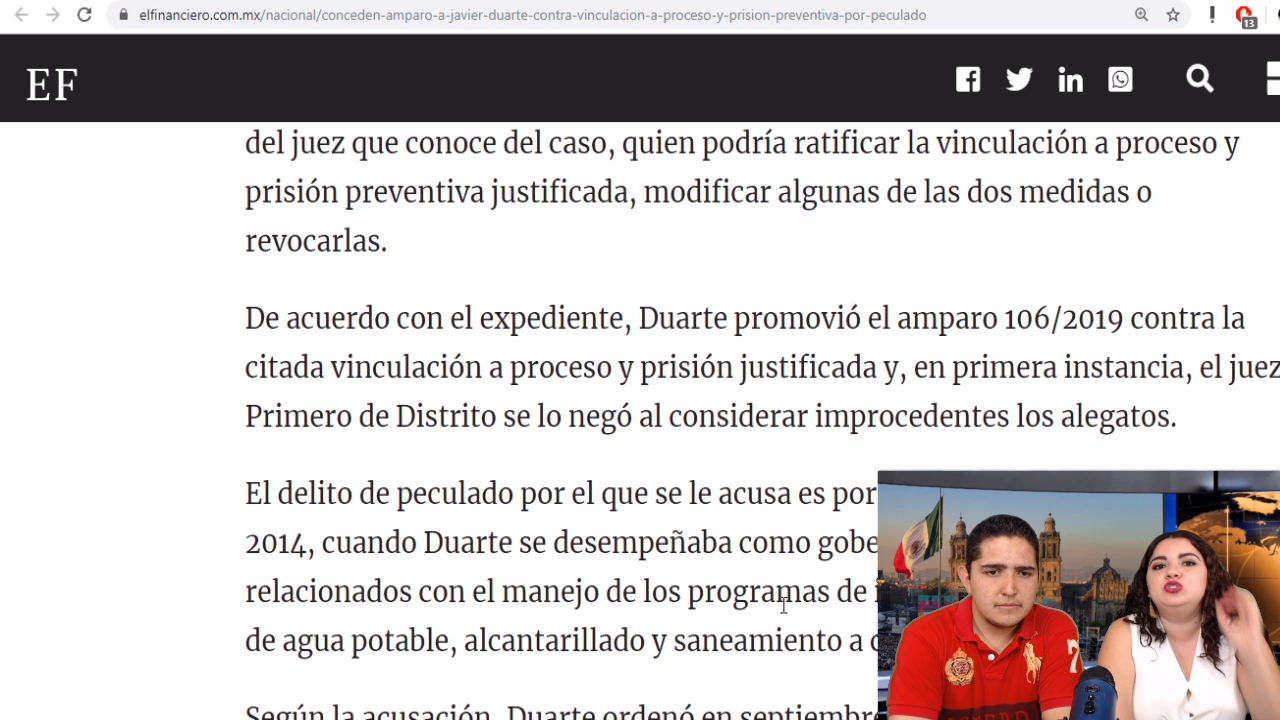 elfinanciero.com.mx/nacional/conceden-amparo-a-javier-duarte-contra-vinculacion-a-proceso-y-prision-preventiva-por-peculado
13
EF
del juez que conoce del caso, quien podría ratificar la vinculación a proceso y
prisión preventiva justificada, modificar algunas de las dos medidas o
revocarlas.
De acuerdo con el expediente, Duarte promovió el amparo 106/2019 contra la
citada vinculación a proceso y prisión justificada y, en primera instancia, el juez
Primero de Distrito se lo negó al considerar improcedentes los alegatos.
El delito de peculado por el que se le acusa es por
2014, cuando Duarte se desempeñaba como gobe
relacionados con el manejo de los programas de
de agua potable, alcantarillado y saneamiento a
Según la acusación, Duarte ordenó en septiembre
7